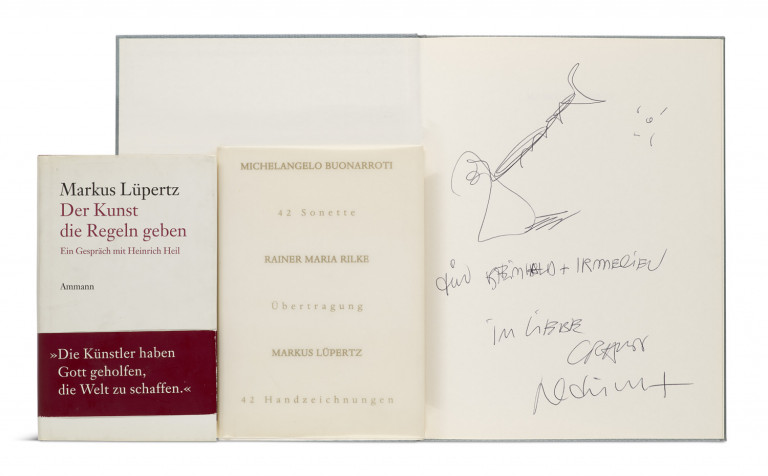 Markus Lüpertz
Der Kunst
die Regeln geben
Ein Gespräch mit Heinrich Heil
Ammann
»Die Künstler haben
Gott geholfen,
die Welt zu schaffen.«
MICHELANGELO BUONARROTI
42 Sonette
RAINER MARIA RILKE
Übertragung
MARKUS LÜPERTZ
42 Handzeichnungen
für + IRMELIEN
in LIEBE